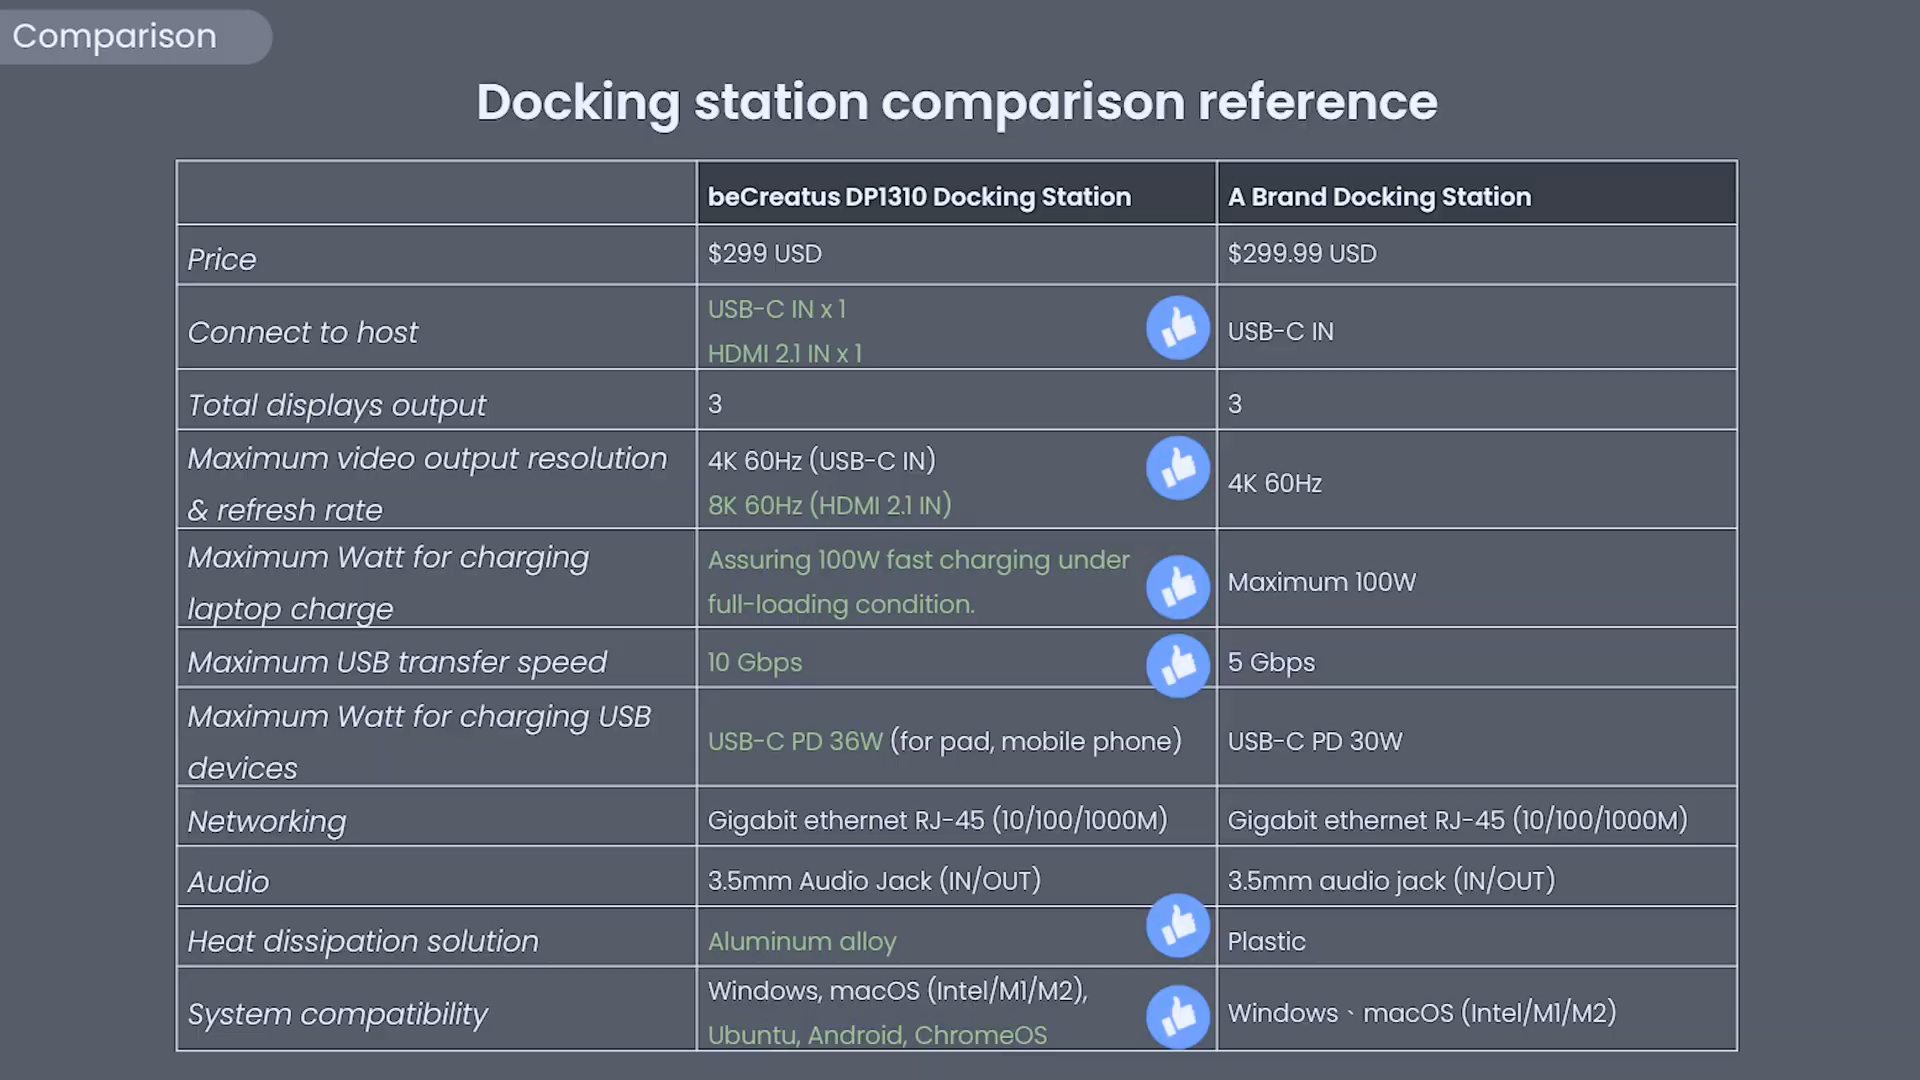 Comparison
Docking station comparison reference
beCreatus DP1310 Docking Station
A Brand Docking Station
Price
$299 USD
$299.99 USD
Connect to host
USB-C IN x 1
HDMI 2.1 IN x 1
USB-C IN
Total displays output
3
3
Maximum video output resolution
& refresh rate
4K 60Hz (USB-C IN)
8K 60Hz (HDMI 2.1 IN)
4K 60Hz
Maximum Watt for charging
laptop charge
Assuring 100W fast charging under
full-loading condition.
Maximum 100W
Maximum USB transfer speed
10 Gbps
5 Gbps
Maximum Watt for charging USB
devices
USB-C PD 36W (for pad, mobile phone)
USB-C PD 30W
Networking
Gigabit ethernet RJ-45 (10/100/1000M)
Gigabit ethernet RJ-45 (10/100/1000M)
Audio
3.5mm Audio Jack (IN/OUT)
3.5mm audio jack (IN/OUT)
Heat dissipation solution
Aluminum alloy
Plastic
System compatibility
Windows, macOS (Intel/M1/M2),
Ubuntu, Android, ChromeOS
Windows、macOS (Intel/M1/M2)